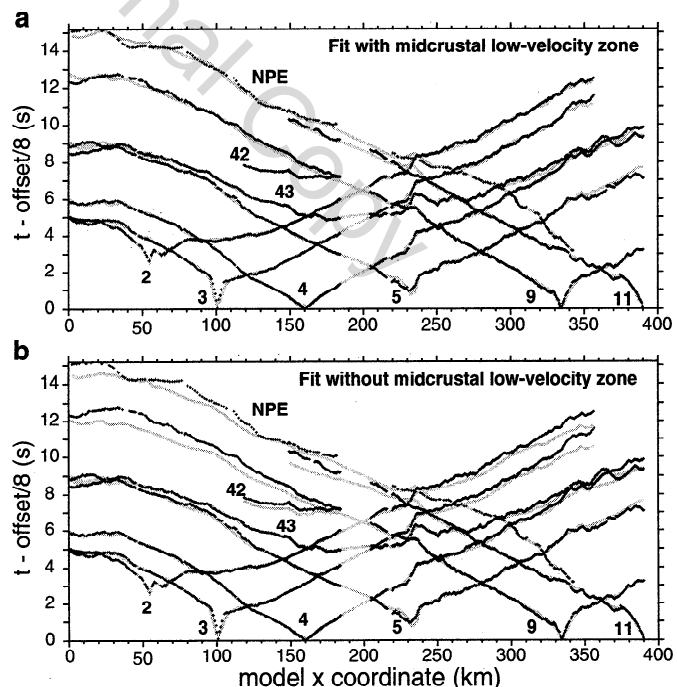 a
Fit with midcrustal low-velocity zone
NPE
42
43
2
3
4
5
9
11
t - offset/8 (s)
14
12
10
8
6
4
2
0
0 50 100 150 200 250 300 350 400
nal Copy
b
Fit without midcrustal low-velocity zone
NPE
42
43
2
3
4
5
9
11
t - offset/8 (s)
14
12
10
8
6
4
2
0
0 50 100 150 200 250 300 350 400
model x coordinate (km)